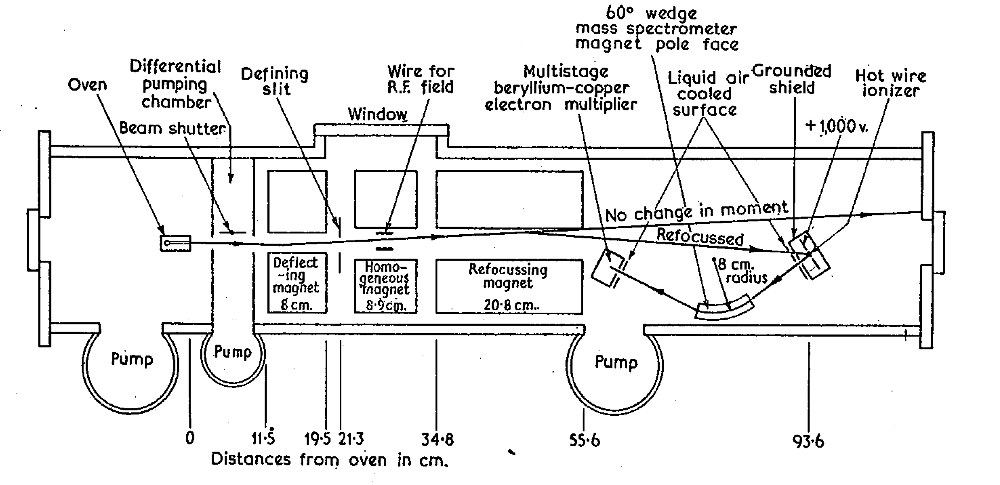 60° wedge
mass spectrometer
magnet pole face
Oven
Differential
pumping
chamber
Beam shutter
Defining
slit
Window
Wire for
R.F. field
Multistage
beryllium-copper
electron multiplier
Liquid air
cooled
surface
Grounded
shield
Hot wire
ionizer
+1,000 v.
No change in moment
Refocussed
8 cm.
radius
Deflect
-ing
magnet
8 cm.
Homo-
geneous
magnet
8·9 cm.
Refocussing
magnet
20·8 cm.
Pump
Pump
Pump
0
11·5
19·5
21·3
34·8
55·6
93·6
Distances from oven in cm.